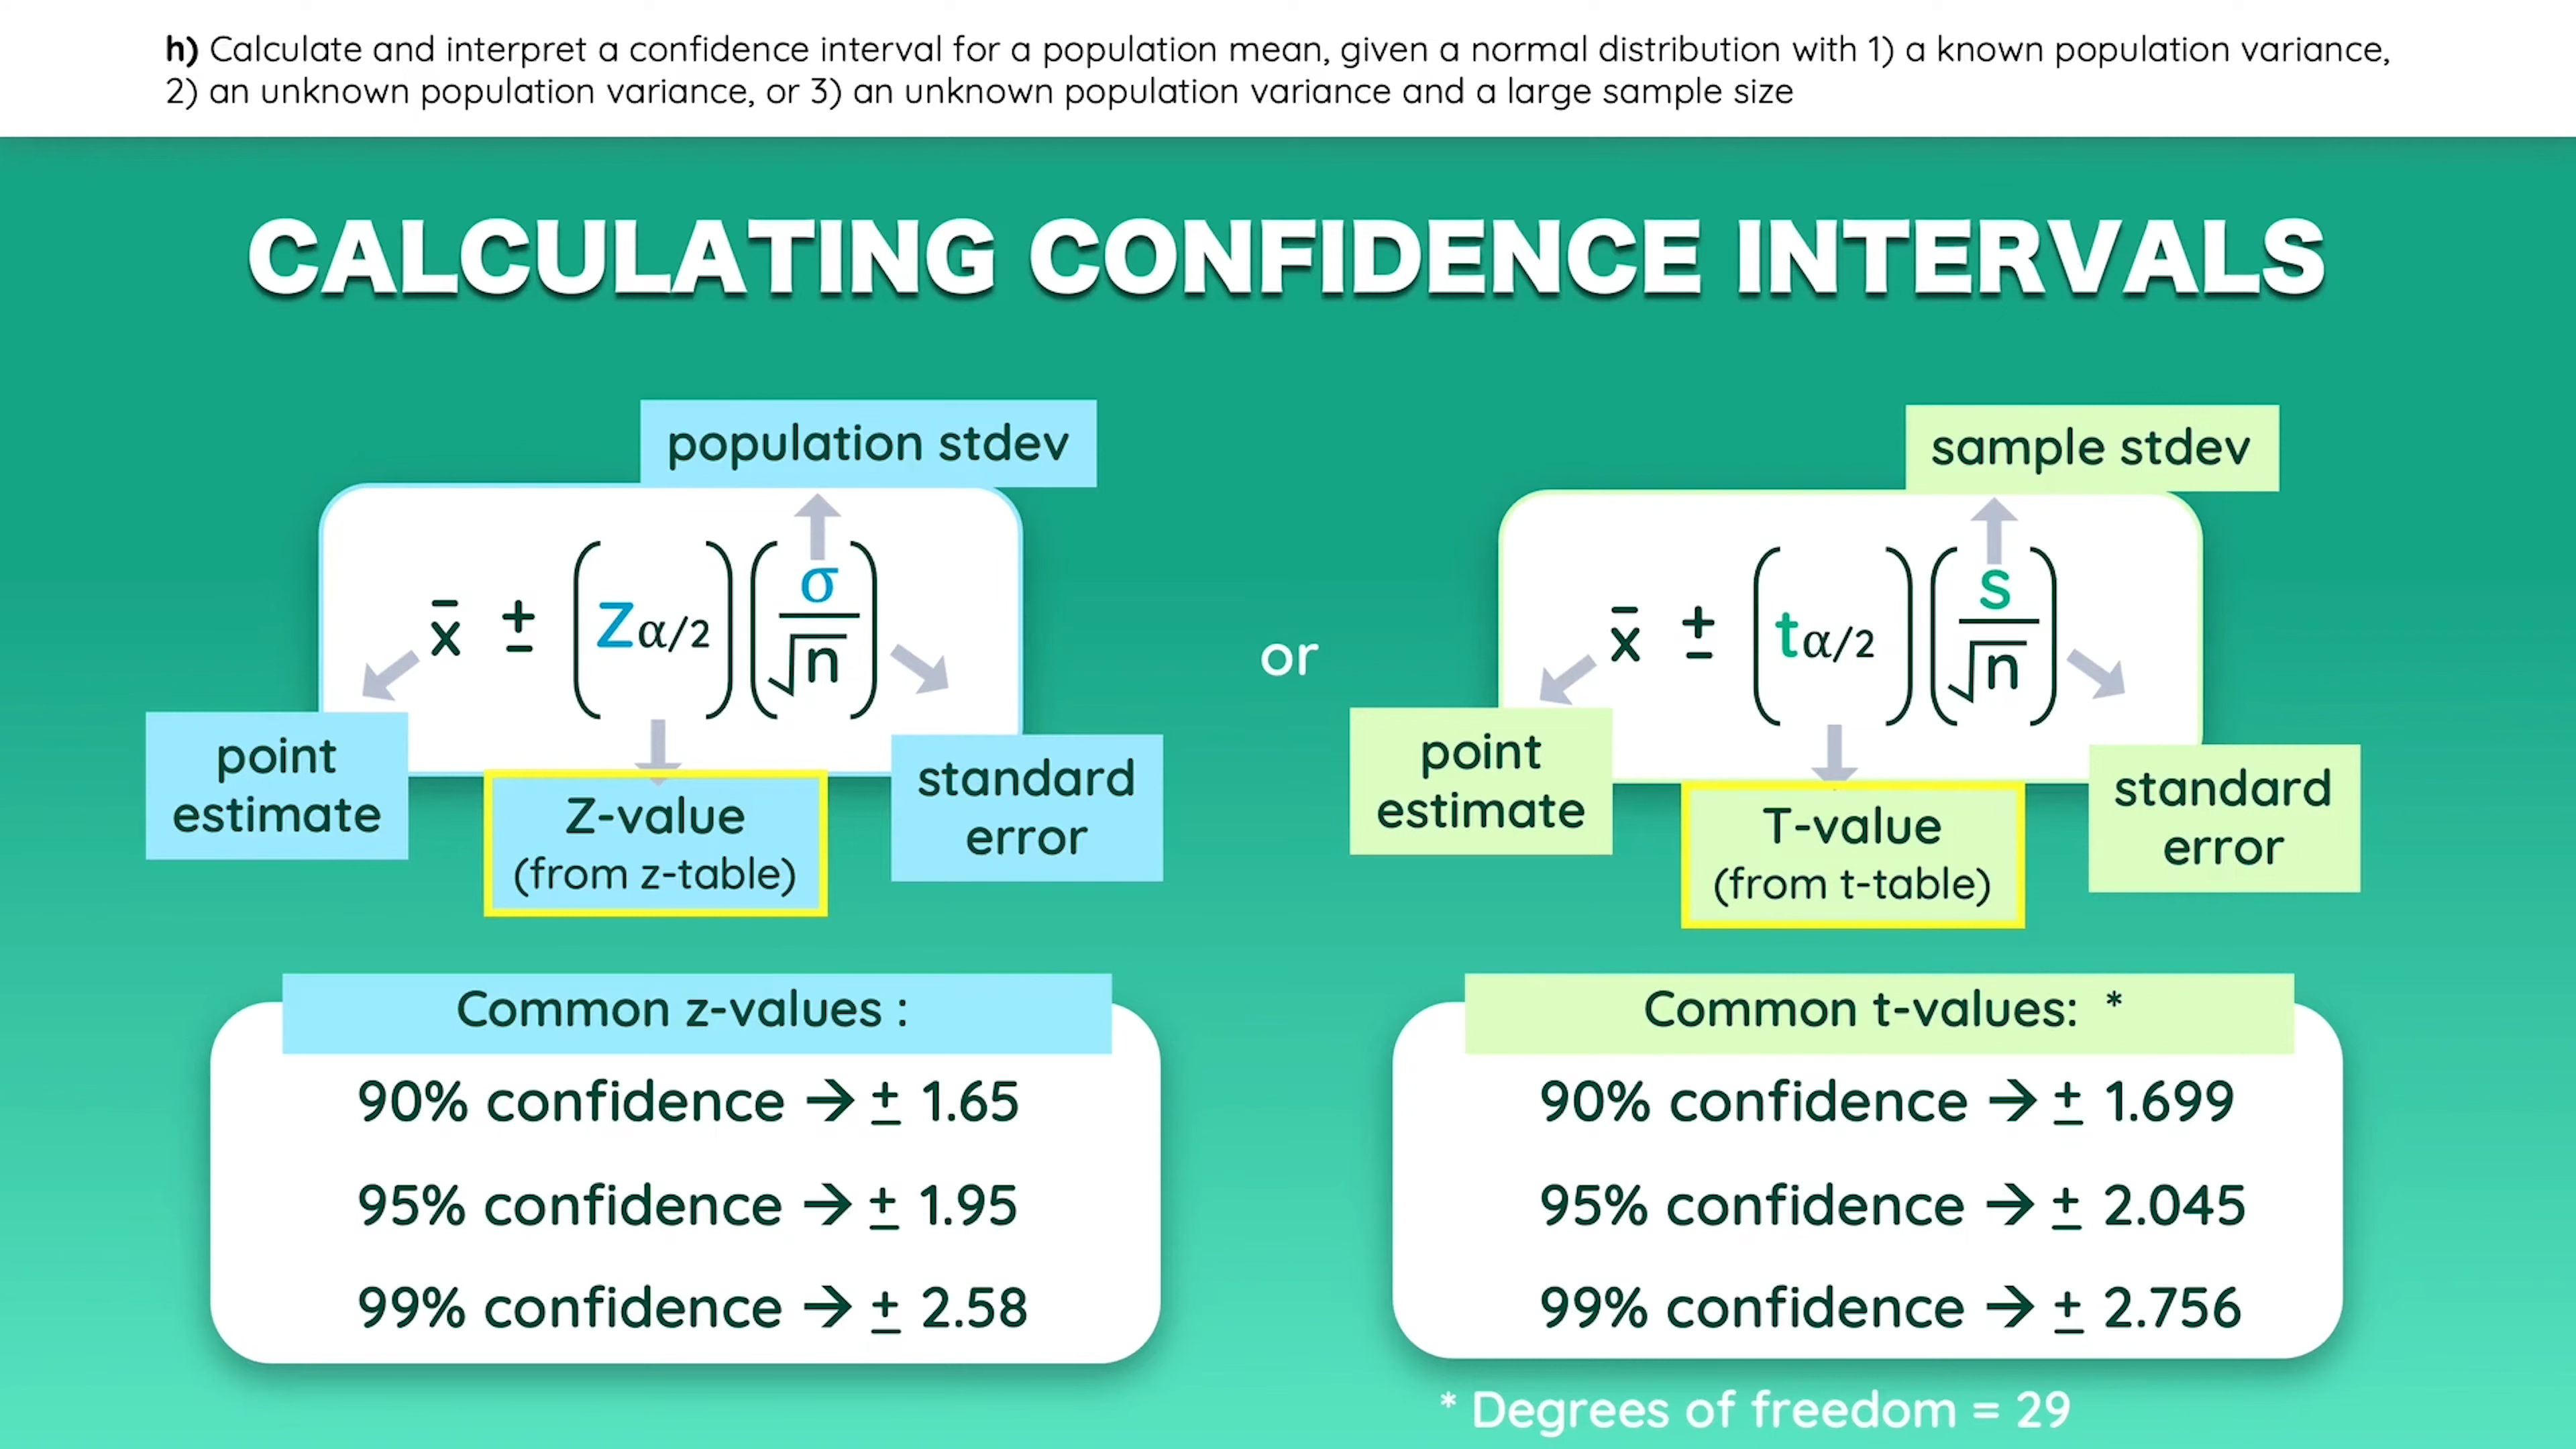 h) Calculate and interpret a confidence interval for a population mean, given a normal distribution with 1) a known population variance,
2) an unknown population variance, or 3) an unknown population variance and a large sample size
CALCULATING CONFIDENCE INTERVALS
population stdev
x̄ ± (Zα/2)(σ/√n)
point
estimate
Z-value
(from z-table)
standard
error
or
sample stdev
x̄ ± (tα/2)(s/√n)
point
estimate
T-value
(from t-table)
standard
error
Common z-values :
90% confidence → ± 1.65
95% confidence → ± 1.95
99% confidence → ± 2.58
Common t-values: *
90% confidence → ± 1.699
95% confidence → ± 2.045
99% confidence → ± 2.756
* Degrees of freedom = 29